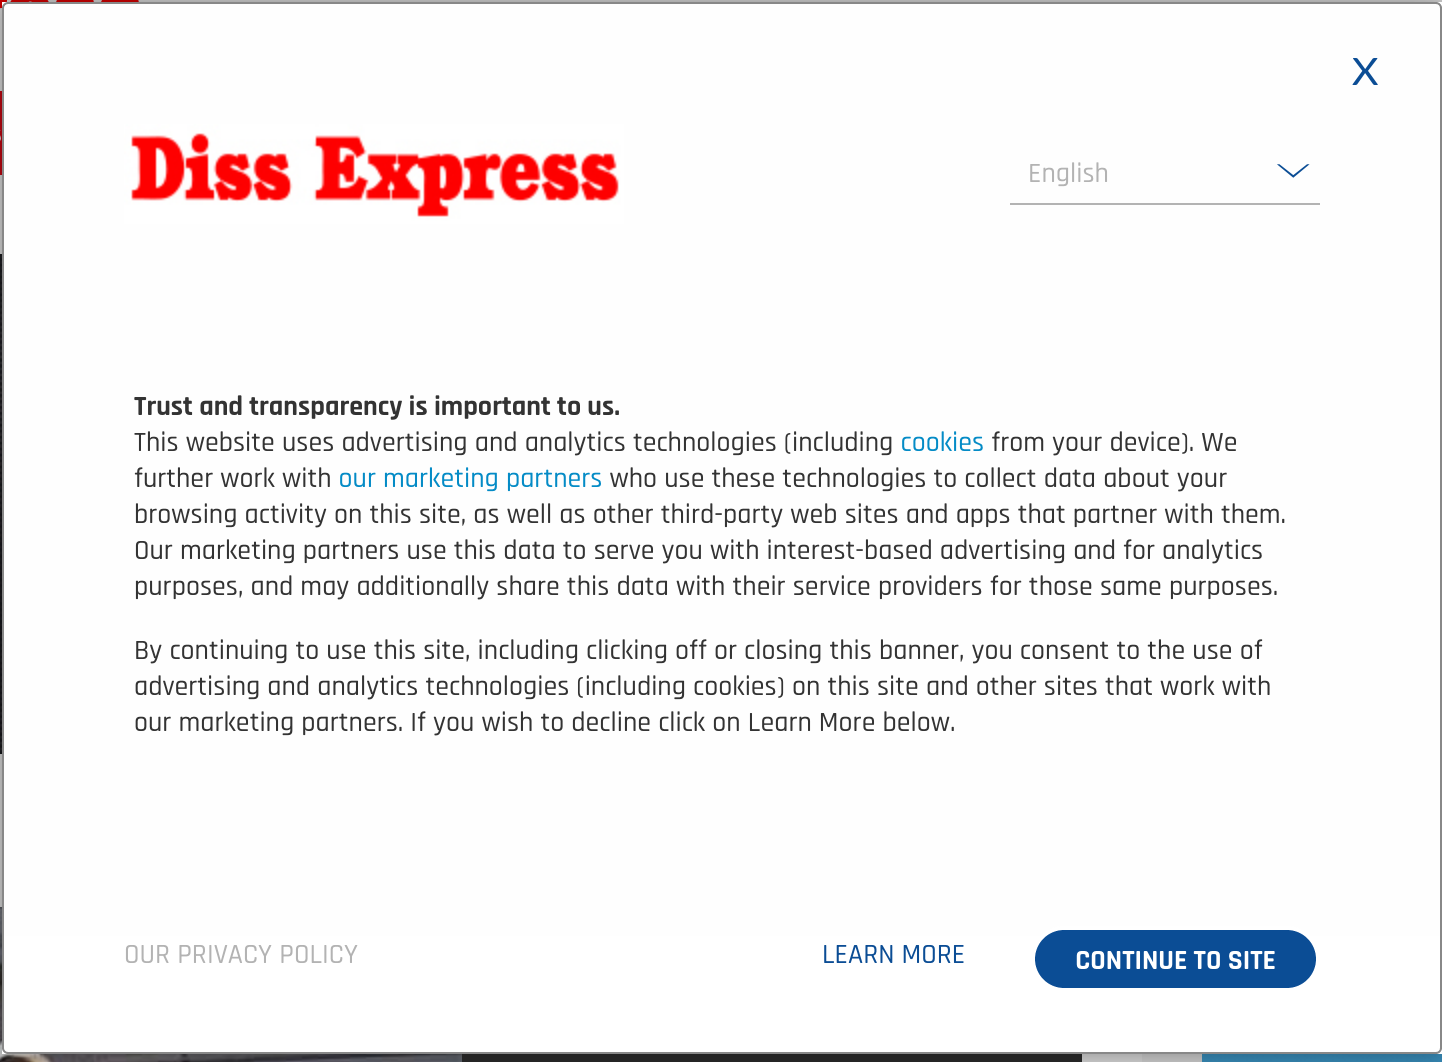 X
Diss Express
English
Trust and transparency is important to us.
This website uses advertising and analytics technologies (including cookies from your device). We
further work with our marketing partners who use these technologies to collect data about your
browsing activity on this site, as well as other third-party web sites and apps that partner with them.
Our marketing partners use this data to serve you with interest-based advertising and for analytics
purposes, and may additionally share this data with their service providers for those same purposes.
By continuing to use this site, including clicking off or closing this banner, you consent to the use of
advertising and analytics technologies (including cookies) on this site and other sites that work with
our marketing partners. If you wish to decline click on Learn More below.
OUR PRIVACY POLICY
LEARN MORE
CONTINUE TO SITE